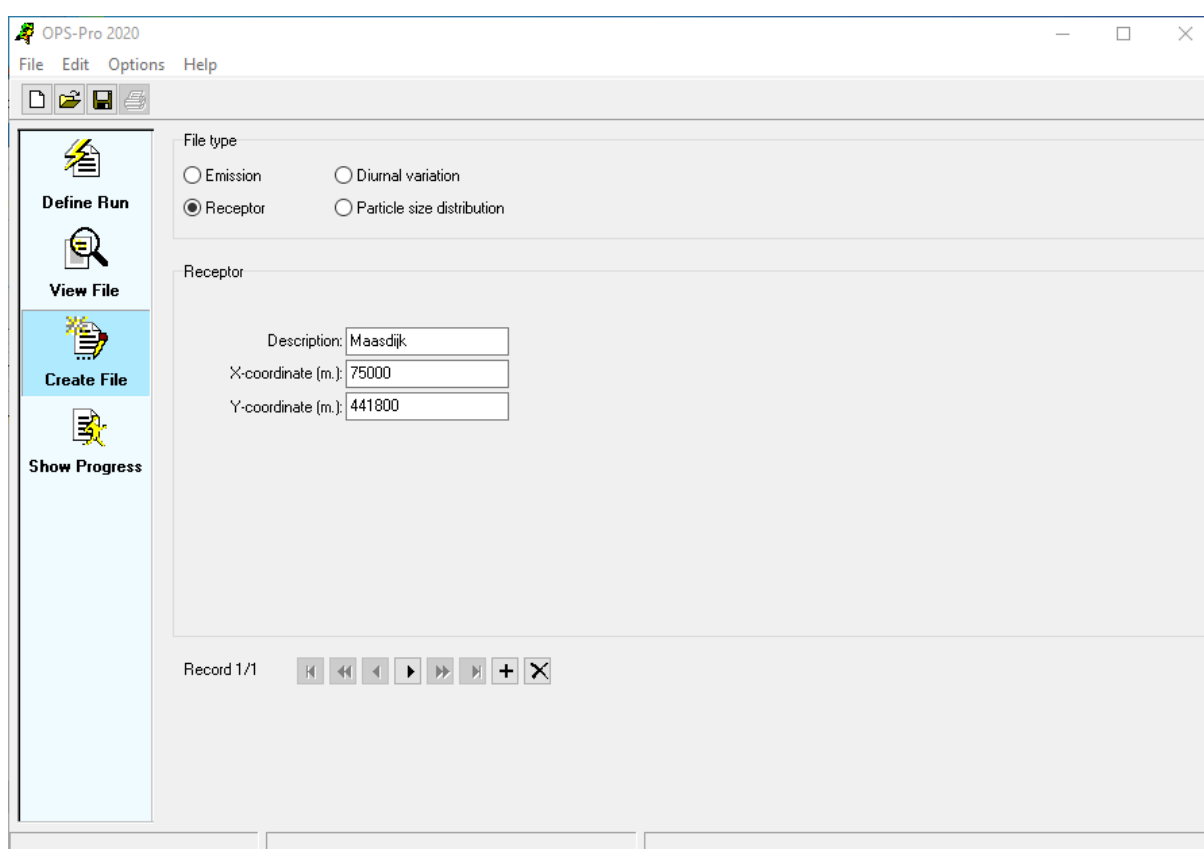 OPS-Pro 2020
File Edit Options Help
Define Run
View File
Create File
Show Progress
File type
Emission Diurnal variation
Receptor Particle size distribution
Receptor
Description: Maasdijk
X-coordinate (m.): 75000
Y-coordinate (m.): 441800
Record 1/1